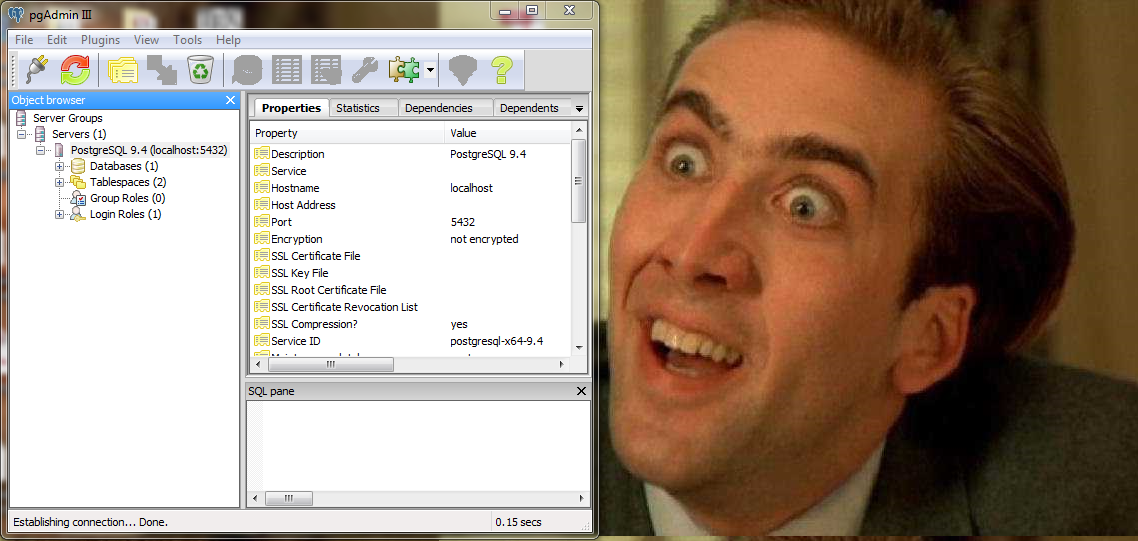 pgAdmin III
File Edit Plugins View Tools Help
Object browser
Server Groups
Servers (1)
PostgreSQL 9.4 (localhost:5432)
Databases (1)
Tablespaces (2)
Group Roles (0)
Login Roles (1)
Properties Statistics Dependencies Dependents
Property Value
Description PostgreSQL 9.4
Service
Hostname localhost
Host Address
Port 5432
Encryption not encrypted
SSL Certificate File
SSL Key File
SSL Root Certificate File
SSL Certificate Revocation List
SSL Compression? yes
Service ID postgresql-x64-9.4
SQL pane
Establishing connection... Done. 0.15 secs